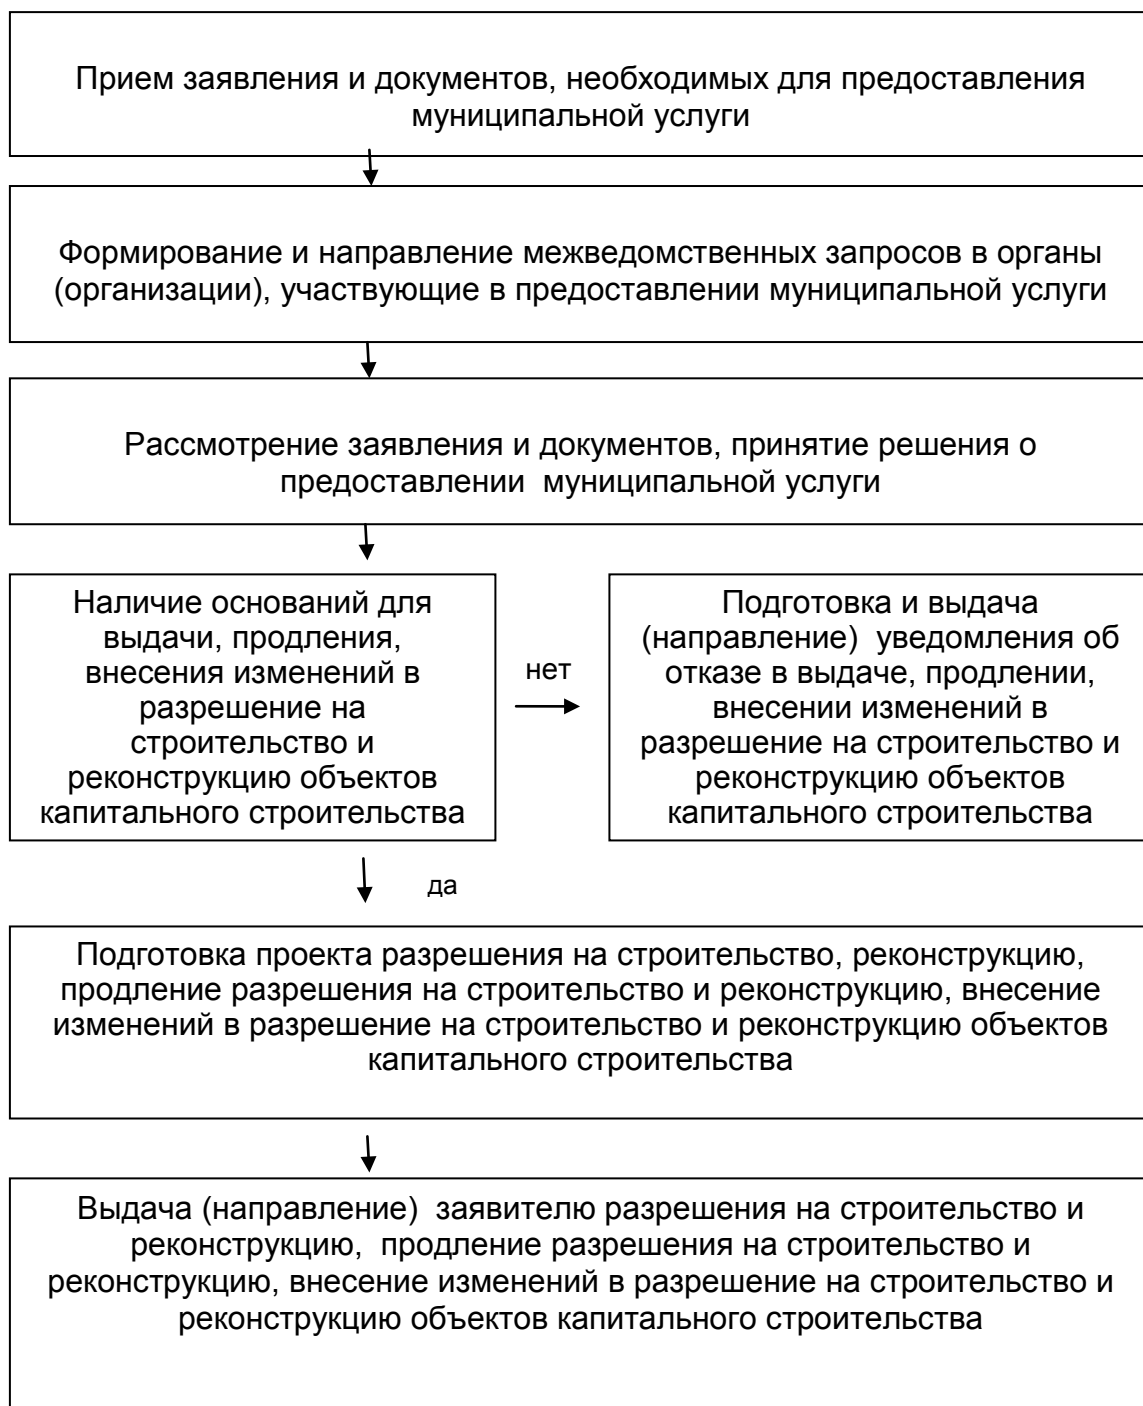 Прием заявления и документов, необходимых для предоставления
муниципальной услуги
Формирование и направление межведомственных запросов в органы
(организации), участвующие в предоставлении муниципальной услуги
Рассмотрение заявления и документов, принятие решения о
предоставлении  муниципальной услуги
Наличие оснований для
выдачи, продления,
внесения изменений в
разрешение на
строительство и
реконструкцию объектов
капитального строительства
нет
Подготовка и выдача
(направление)  уведомления об
отказе в выдаче, продлении,
внесении изменений в
разрешение на строительство и
реконструкцию объектов
капитального строительства
да
Подготовка проекта разрешения на строительство, реконструкцию,
продление разрешения на строительство и реконструкцию, внесение
изменений в разрешение на строительство и реконструкцию объектов
капитального строительства
Выдача (направление)  заявителю разрешения на строительство и
реконструкцию,  продление разрешения на строительство и
реконструкцию, внесение изменений в разрешение на строительство и
реконструкцию объектов капитального строительства